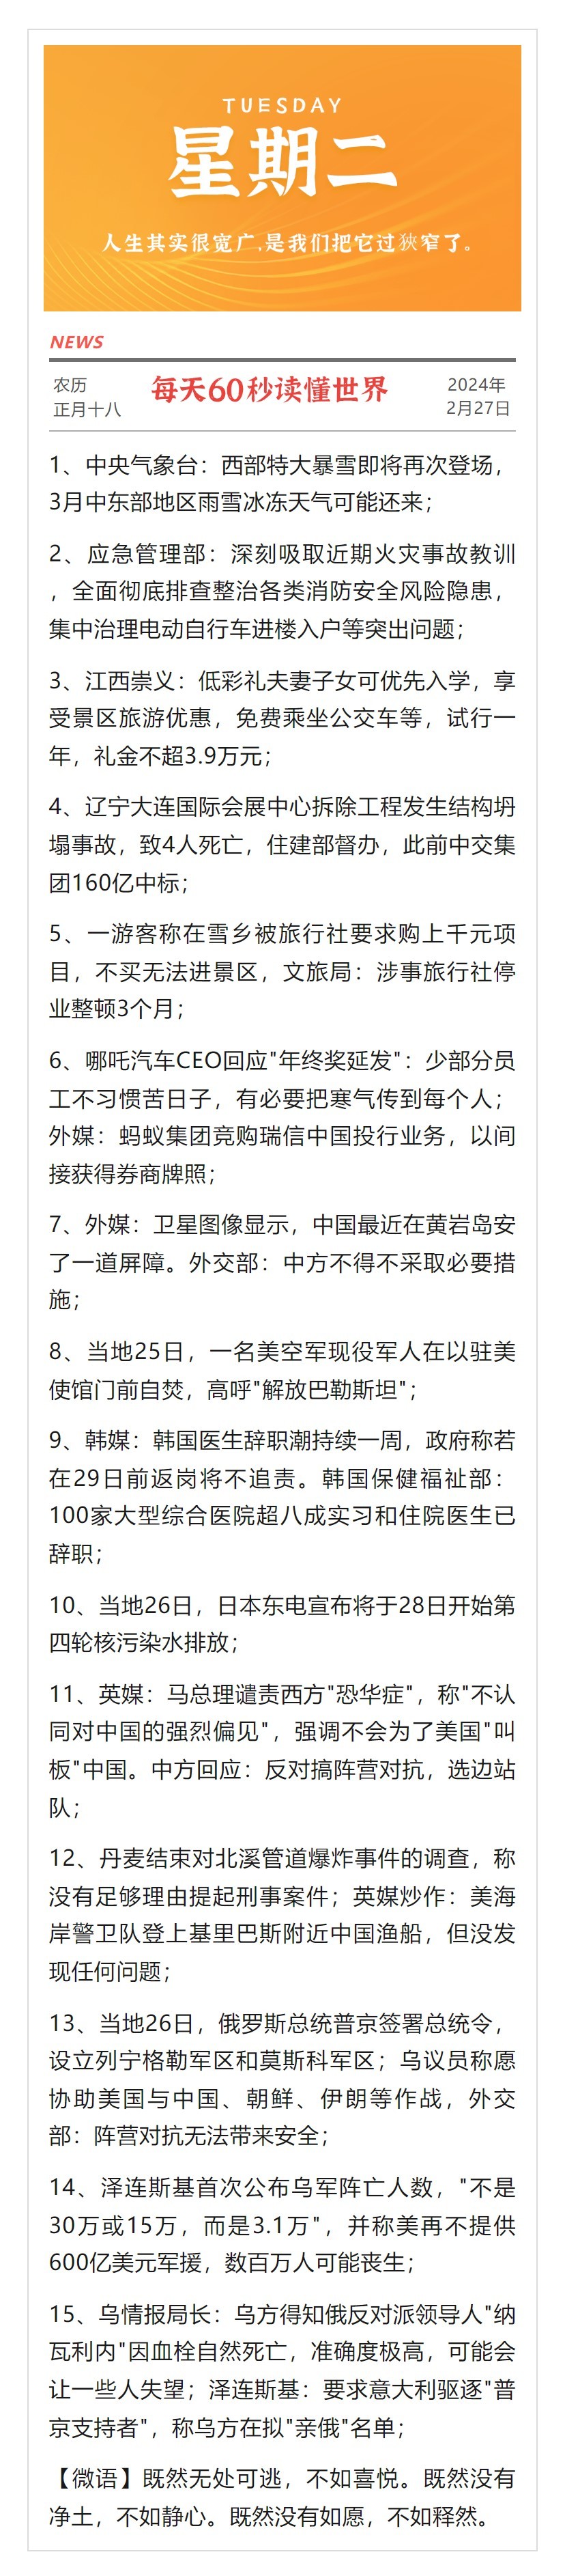 TUESDAY
星期二
人生其实很宽广,是我们把它过狹窄了。
NEWS
农历
正月十八
每天60秒读懂世界
2024年
2月27日
1、中央气象台：西部特大暴雪即将再次登场，
3月中东部地区雨雪冰冻天气可能还来；
2、应急管理部：深刻吸取近期火灾事故教训
，全面彻底排查整治各类消防安全风险隐患，
集中治理电动自行车进楼入户等突出问题；
3、江西崇义：低彩礼夫妻子女可优先入学，享
受景区旅游优惠，免费乘坐公交车等，试行一
年，礼金不超3.9万元；
4、辽宁大连国际会展中心拆除工程发生结构坍
塌事故，致4人死亡，住建部督办，此前中交集
团160亿中标；
5、一游客称在雪乡被旅行社要求购上千元项
目，不买无法进景区，文旅局：涉事旅行社停
业整顿3个月；
6、哪吒汽车CEO回应"年终奖延发"：少部分员
工不习惯苦日子，有必要把寒气传到每个人；
外媒：蚂蚁集团竞购瑞信中国投行业务，以间
接获得券商牌照；
7、外媒：卫星图像显示，中国最近在黄岩岛安
了一道屏障。外交部：中方不得不采取必要措
施；
8、当地25日，一名美空军现役军人在以驻美
使馆门前自焚，高呼"解放巴勒斯坦"；
9、韩媒：韩国医生辞职潮持续一周，政府称若
在29日前返岗将不追责。韩国保健福祉部：
100家大型综合医院超八成实习和住院医生已
辞职；
10、当地26日，日本东电宣布将于28日开始第
四轮核污染水排放；
11、英媒：马总理谴责西方"恐华症"，称"不认
同对中国的强烈偏见"，强调不会为了美国"叫
板"中国。中方回应：反对搞阵营对抗，选边站
队；
12、丹麦结束对北溪管道爆炸事件的调查，称
没有足够理由提起刑事案件；英媒炒作：美海
岸警卫队登上基里巴斯附近中国渔船，但没发
现任何问题；
13、当地26日，俄罗斯总统普京签署总统令，
设立列宁格勒军区和莫斯科军区；乌议员称愿
协助美国与中国、朝鲜、伊朗等作战，外交
部：阵营对抗无法带来安全；
14、泽连斯基首次公布乌军阵亡人数，"不是
30万或15万，而是3.1万"，并称美再不提供
600亿美元军援，数百万人可能丧生；
15、乌情报局长：乌方得知俄反对派领导人"纳
瓦利内"因血栓自然死亡，准确度极高，可能会
让一些人失望；泽连斯基：要求意大利驱逐"普
京支持者"，称乌方在拟"亲俄"名单；
【微语】既然无处可逃，不如喜悦。既然没有
净土，不如静心。既然没有如愿，不如释然。